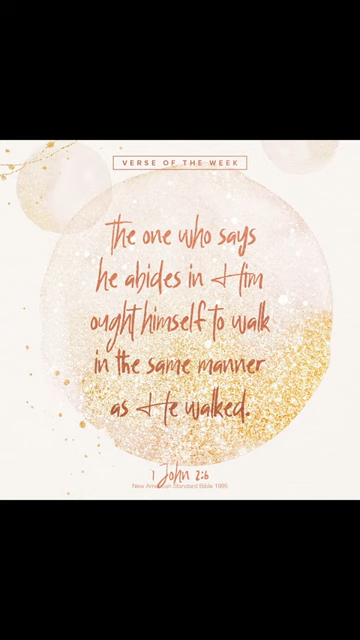 VERSE OF THE WEEK
The one who says
he abides in Him
ought himself to walk
in the same manner
as He walked.
1 John 2:6
New American Standard Bible 1995